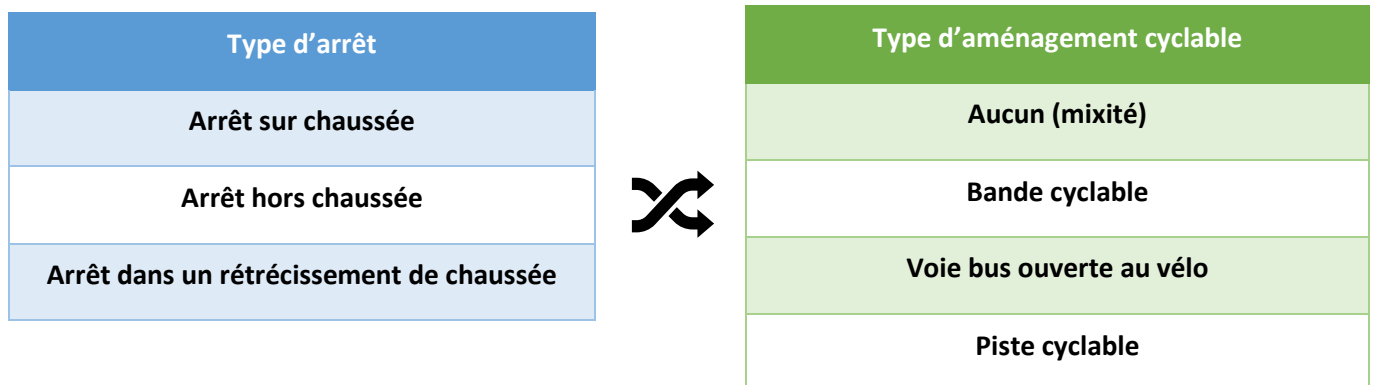 Type d’arrêt
Arrêt sur chaussée
Arrêt hors chaussée
Arrêt dans un rétrécissement de chaussée
Type d’aménagement cyclable
Aucun (mixité)
Bande cyclable
Voie bus ouverte au vélo
Piste cyclable